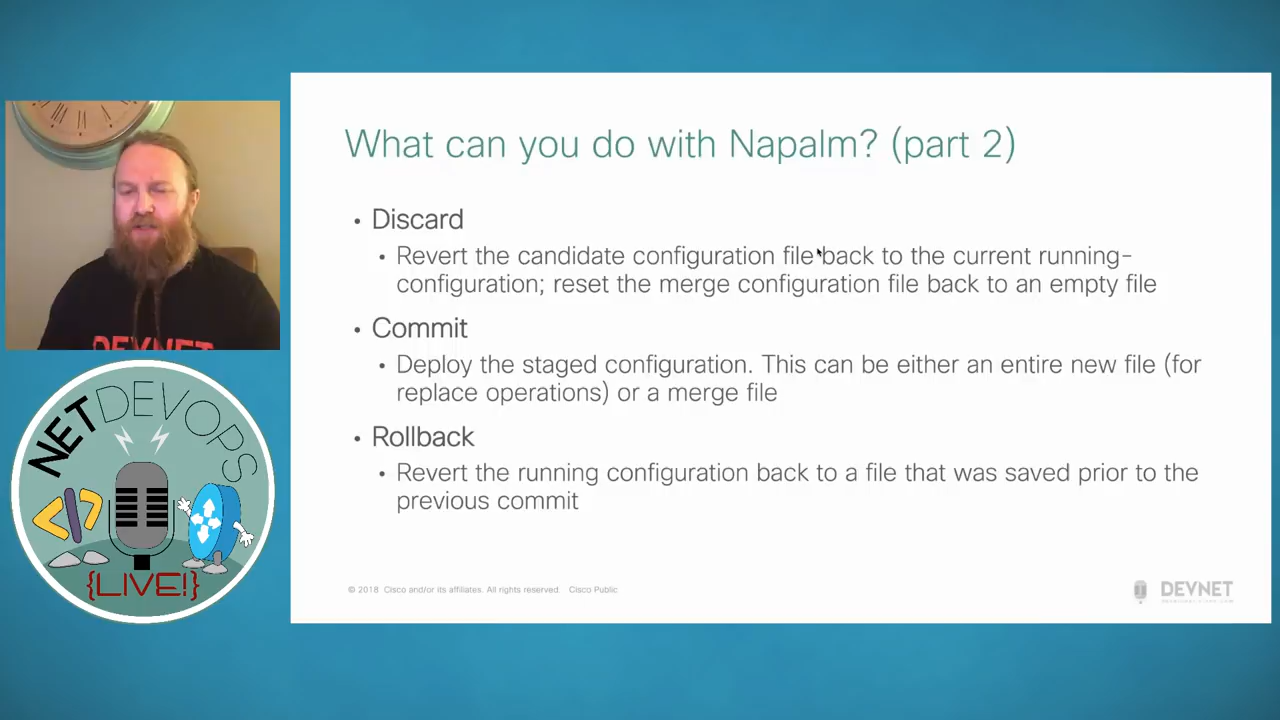 What can you do with Napalm? (part 2)
• Discard
• Revert the candidate configuration file back to the current running-
configuration; reset the merge configuration file back to an empty file
• Commit
• Deploy the staged configuration. This can be either an entire new file (for
replace operations) or a merge file
• Rollback
• Revert the running configuration back to a file that was saved prior to the
previous commit
© 2018 Cisco and/or its affiliates. All rights reserved. Cisco Public
DEVNET
DEVNET
NETDEVOPS
</>
{LIVE!}